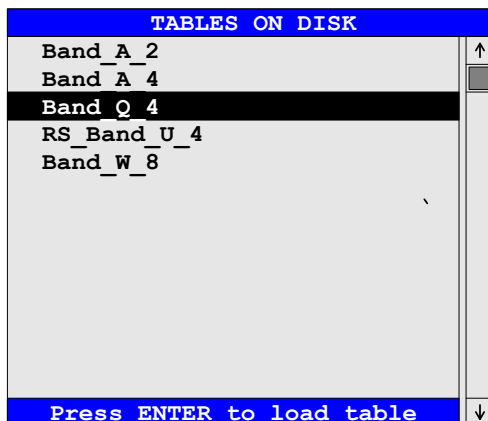 TABLES ON DISK
Band_A_2
Band_A_4
Band_Q_4
RS_Band_U_4
Band_W_8
Press ENTER to load table